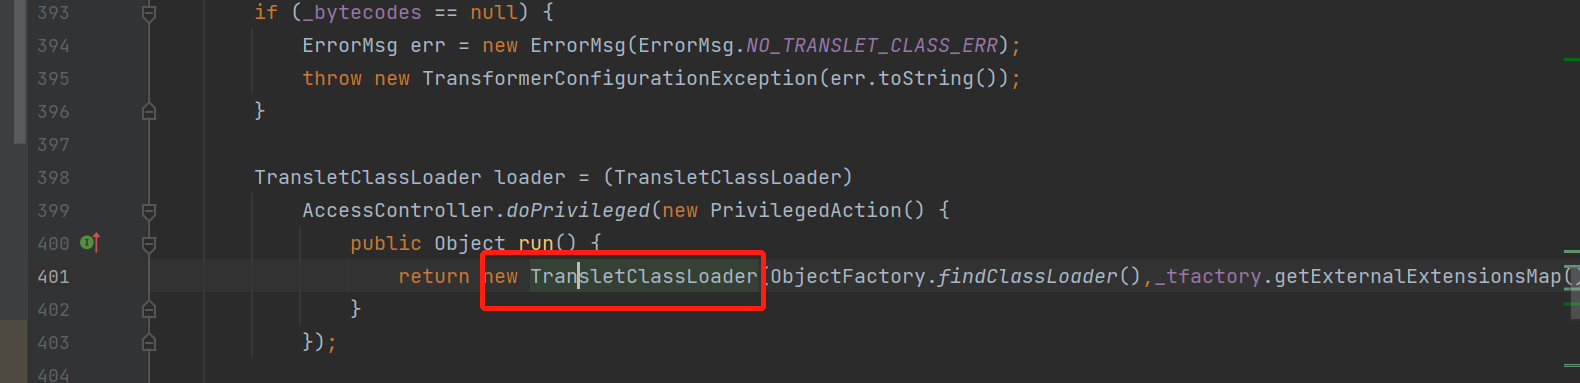 393 if (_bytecodes == null) {
394 ErrorMsg err = new ErrorMsg(ErrorMsg.NO_TRANSLET_CLASS_ERR);
395 throw new TransformerConfigurationException(err.toString());
396 }
397
398 TransletClassLoader loader = (TransletClassLoader)
399 AccessController.doPrivileged(new PrivilegedAction() {
400 public Object run() {
401 return new TransletClassLoader(ObjectFactory.findClassLoader(),_tfactory.getExternalExtensionsMap()
402 }
403 });
404